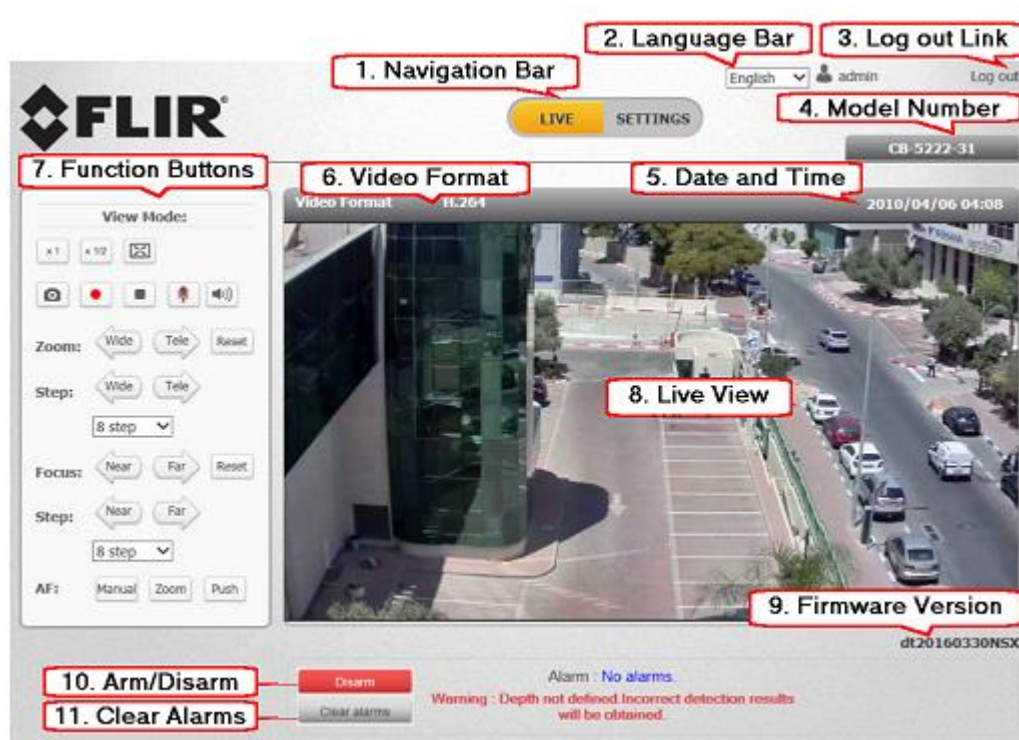 2. Language Bar
3. Log out Link
1. Navigation Bar
English admin Log out
FLIR
LIVE SETTINGS
4. Model Number
CB-5222-31
7. Function Buttons
6. Video Format
5. Date and Time
Video Format H.264 2010/04/06 04:08
View Mode:
x 1 x 1/2
Zoom: Wide Tele Reset
Step: Wide Tele
8 step
8. Live View
Focus: Near Far Reset
Step: Near Far
8 step
AF: Manual Zoom Push
9. Firmware Version
dt20160330NSX
10. Arm/Disarm
Disarm
Alarm : No alarms.
11. Clear Alarms
Clear alarms
Warning : Depth not defined.Incorrect detection results
will be obtained.